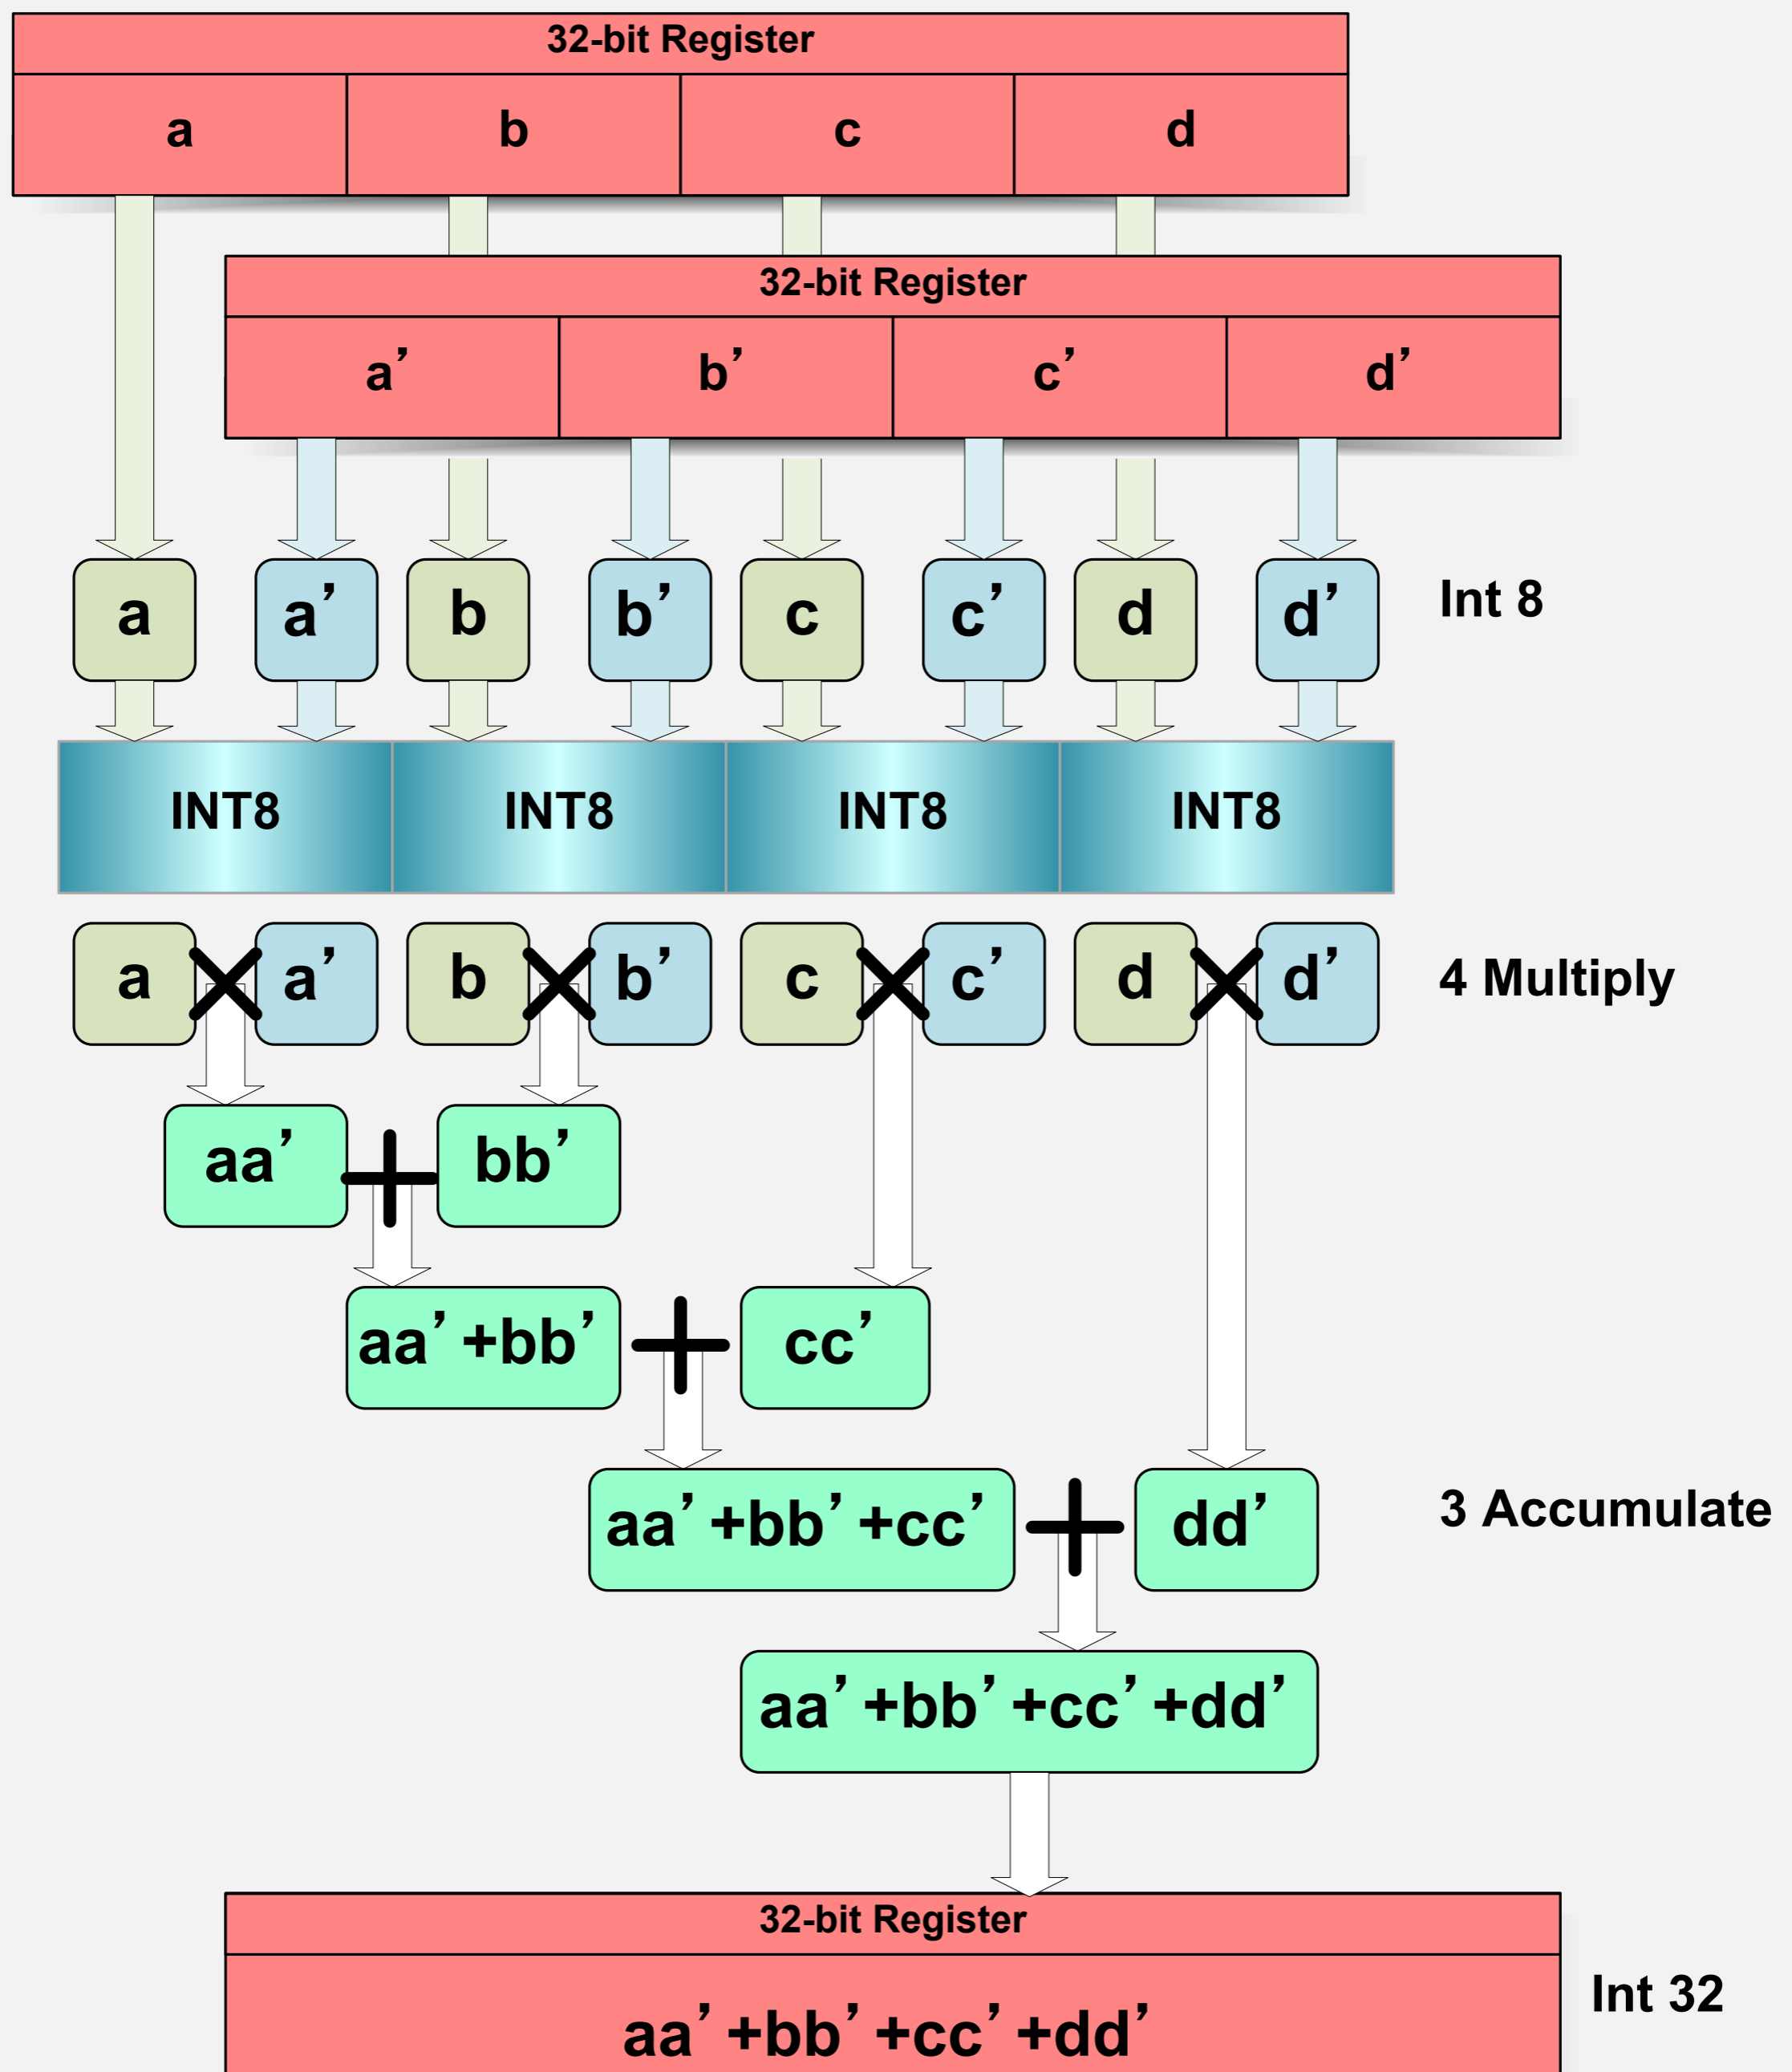 32-bit Register
a b c d
32-bit Register
a’ b’ c’ d’
a a’ b b’ c c’ d d’ Int 8
INT8 INT8 INT8 INT8
a a’ b b’ c c’ d d’ 4 Multiply
aa’ + bb’
aa’ +bb’ + cc’
aa’ +bb’ +cc’ + dd’ 3 Accumulate
aa’ +bb’ +cc’ +dd’
32-bit Register
Int 32
aa’ +bb’ +cc’ +dd’